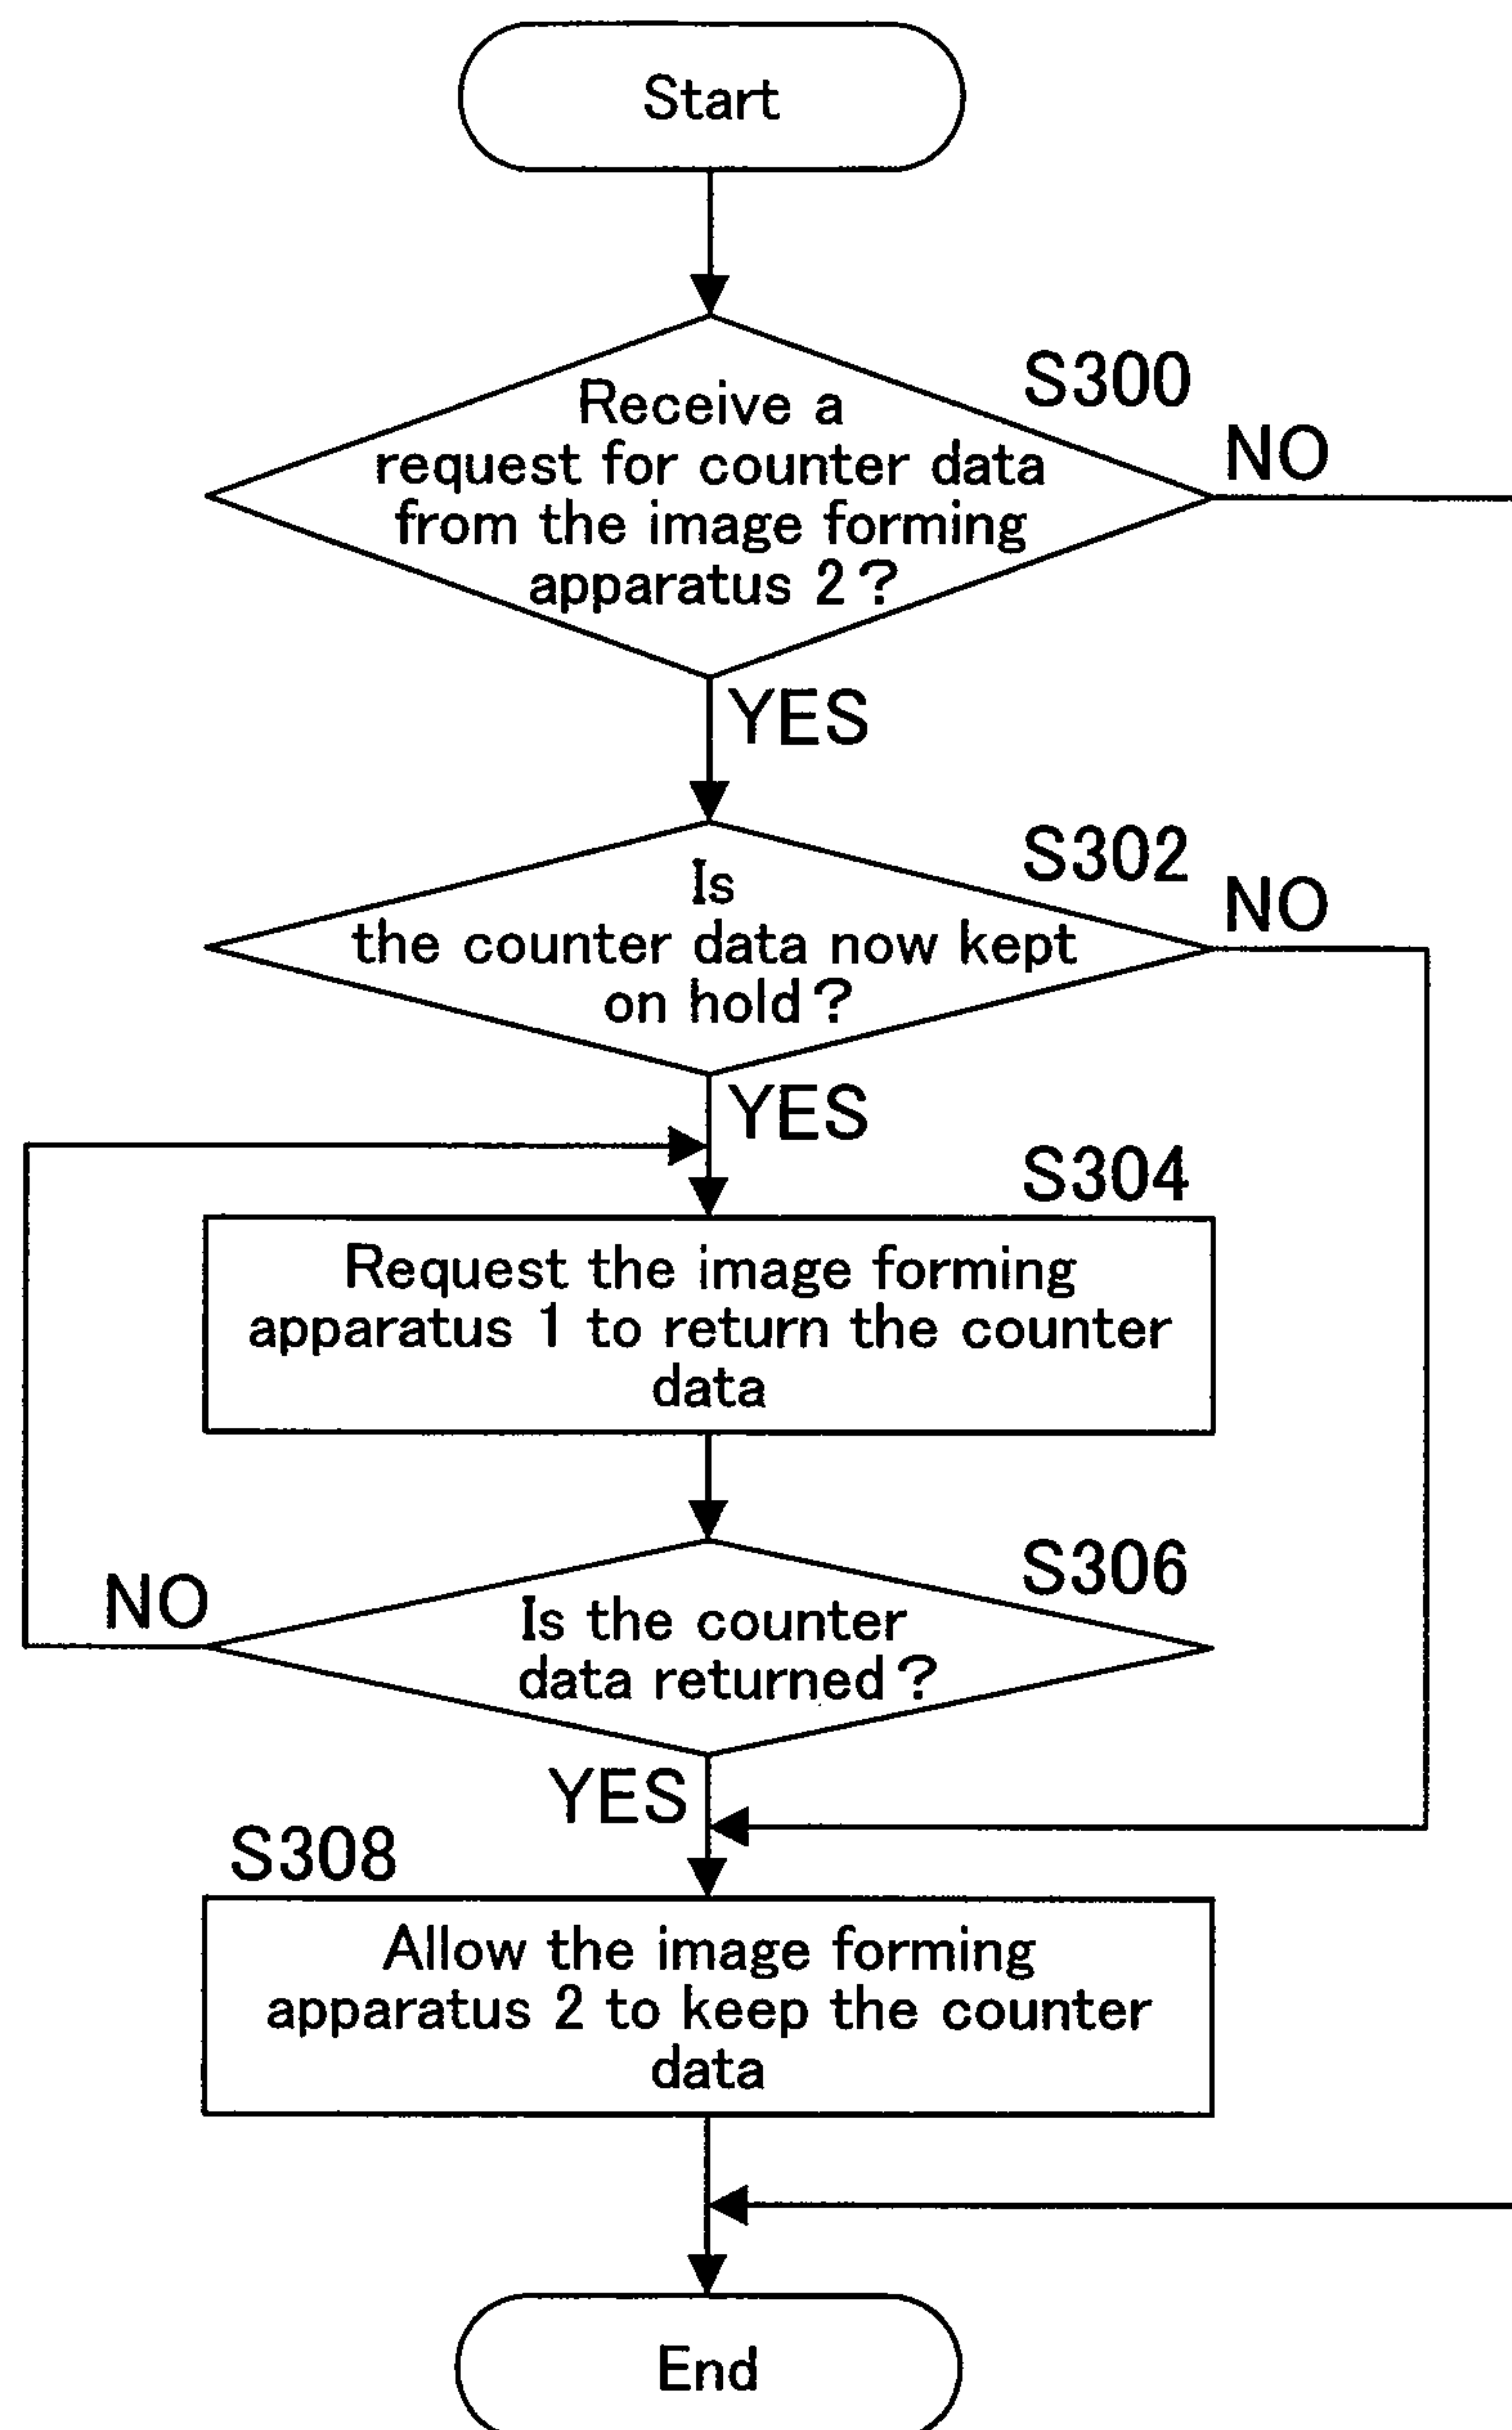 Start
S300
Receive a
request for counter data
from the image forming
apparatus 2?
NO
YES
S302
Is
the counter data now kept
on hold?
NO
YES
S304
Request the image forming
apparatus 1 to return the counter
data
S306
Is the counter
data returned?
NO
YES
S308
Allow the image forming
apparatus 2 to keep the counter
data
End